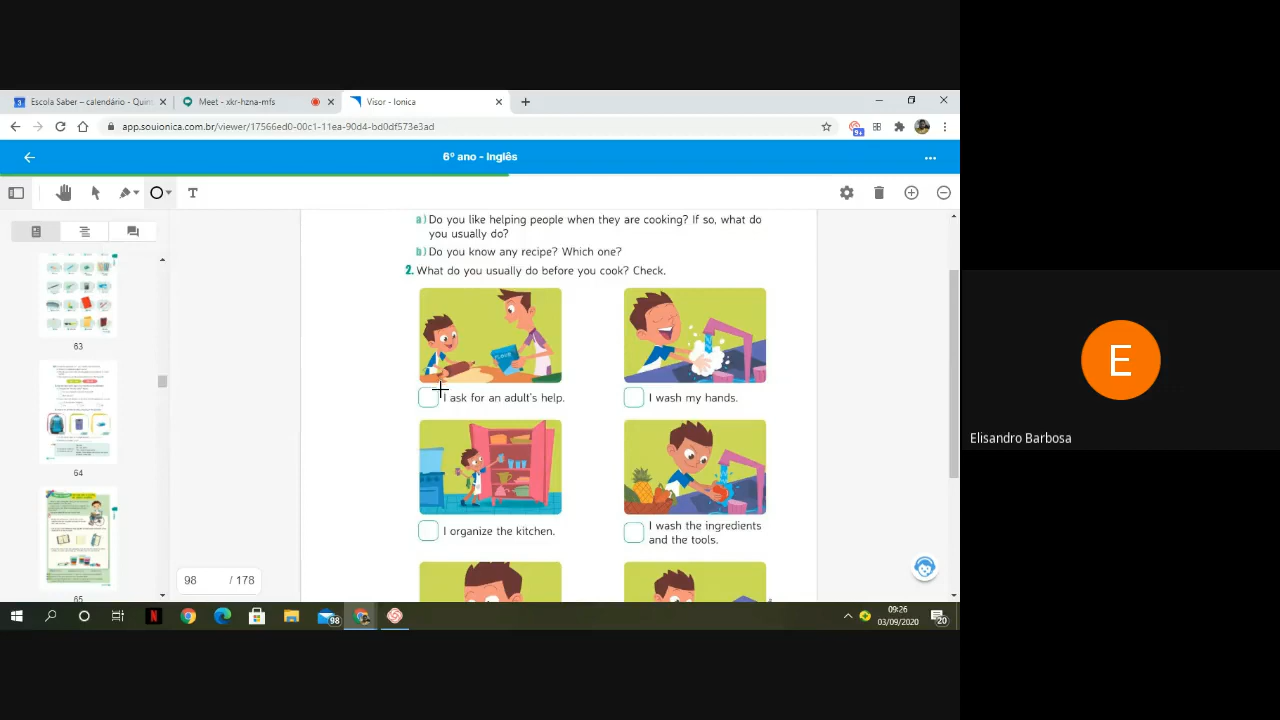 Escola Saber – calendário - Quin
Meet - xkr-hzna-mfs
Visor - Ionica
app.souionica.com.br/viewer/17566ed0-00c1-11ea-90d4-bd0df573e3ad
9+
6º ano - Inglês
T
a) Do you like helping people when they are cooking? If so, what do
you usually do?
b) Do you know any recipe? Which one?
2. What do you usually do before you cook? Check.
I ask for an adult's help.
I wash my hands.
I organize the kitchen.
I wash the ingredients
and the tools.
63
64
65
98 / 178
E
Elisandro Barbosa
98
09:26
03/09/2020
20